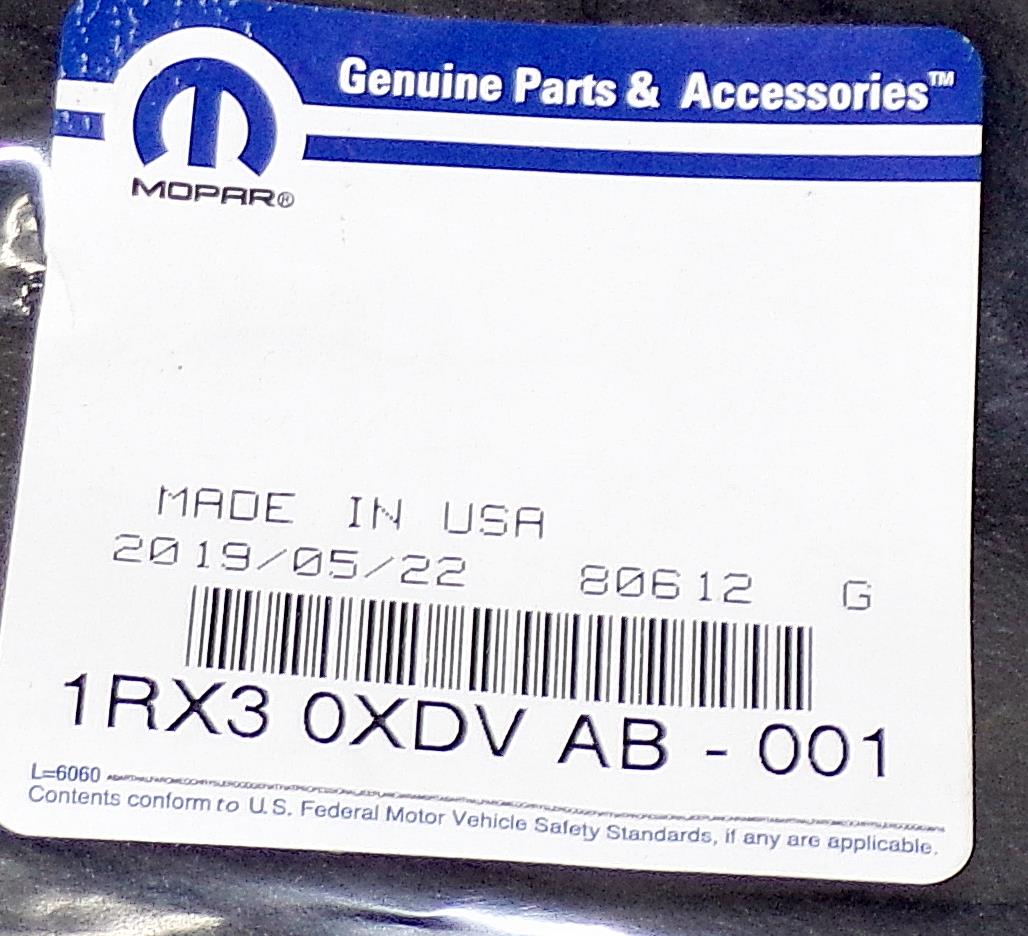 Genuine Parts & Accessories™
MOPAR®
MADE IN USA
2019/05/22 80612 G
1RX3 0XDV AB - 001
L=6060
Contents conform to U.S. Federal Motor Vehicle Safety Standards, if any are applicable.